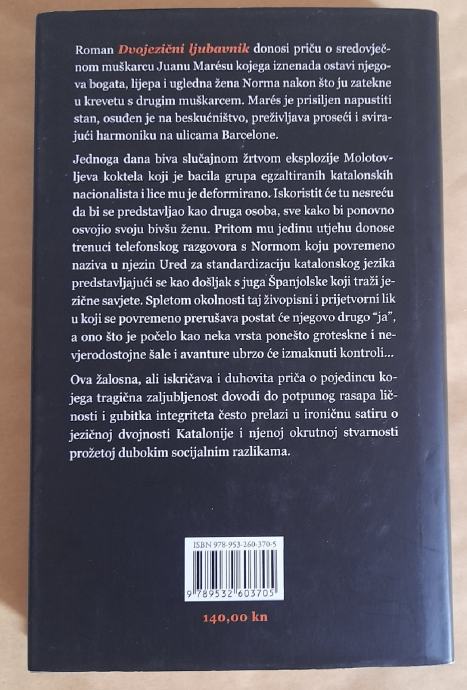 Roman Dvojezični ljubavnik donosi priču o sredovječ-
nom muškarcu Juanu Marésu kojega iznenada ostavi njego-
va bogata, lijepa i ugledna žena Norma nakon što ju zatekne
u krevetu s drugim muškarcem. Marés je prisiljen napustiti
stan, osuđen je na beskućništvo, preživljava proseći i svira-
jući harmoniku na ulicama Barcelone.
Jednoga dana biva slučajnom žrtvom eksplozije Molotov-
ljeva koktela koji je bacila grupa egzaltiranih katalonskih
nacionalista i lice mu je deformirano. Iskoristit će tu nesreću
da bi se predstavljao kao druga osoba, sve kako bi ponovno
osvojio svoju bivšu ženu. Pritom mu jedinu utjehu donose
trenuci telefonskog razgovora s Normom koju povremeno
naziva u njezin Ured za standardizaciju katalonskog jezika
predstavljajući se kao došljak s juga Španjolske koji traži je-
zične savjete. Spletom okolnosti taj živopisni i prijetvorni lik
u koji se povremeno prerušava postat će njegovo drugo "ja",
a ono što je počelo kao neka vrsta ponešto groteskne i ne-
vjerodostojne šale i avanture ubrzo će izmaknuti kontroli...
Ova žalosna, ali iskričava i duhovita priča o pojedincu ko-
jega tragična zaljubljenost dovodi do potpunog rasapa lič-
nosti i gubitka integriteta često prelazi u ironičnu satiru o
jezičnoj dvojnosti Katalonije i njenoj okrutnoj stvarnosti
prožetoj dubokim socijalnim razlikama.
ISBN 978-953-260-370-5
9 789532 603705
140,00 kn